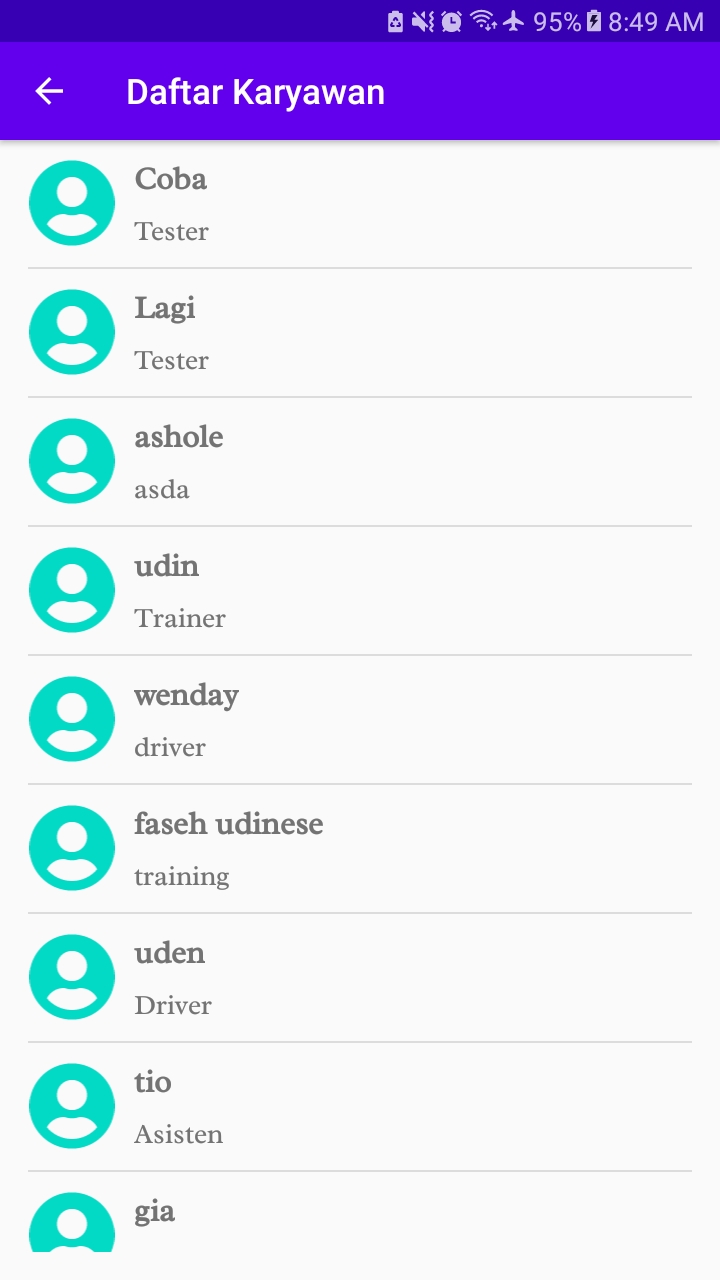 95% 8:49 AM
Daftar Karyawan
Coba
Tester
Lagi
Tester
ashole
asda
udin
Trainer
wenday
driver
faseh udinese
training
uden
Driver
tio
Asisten
gia